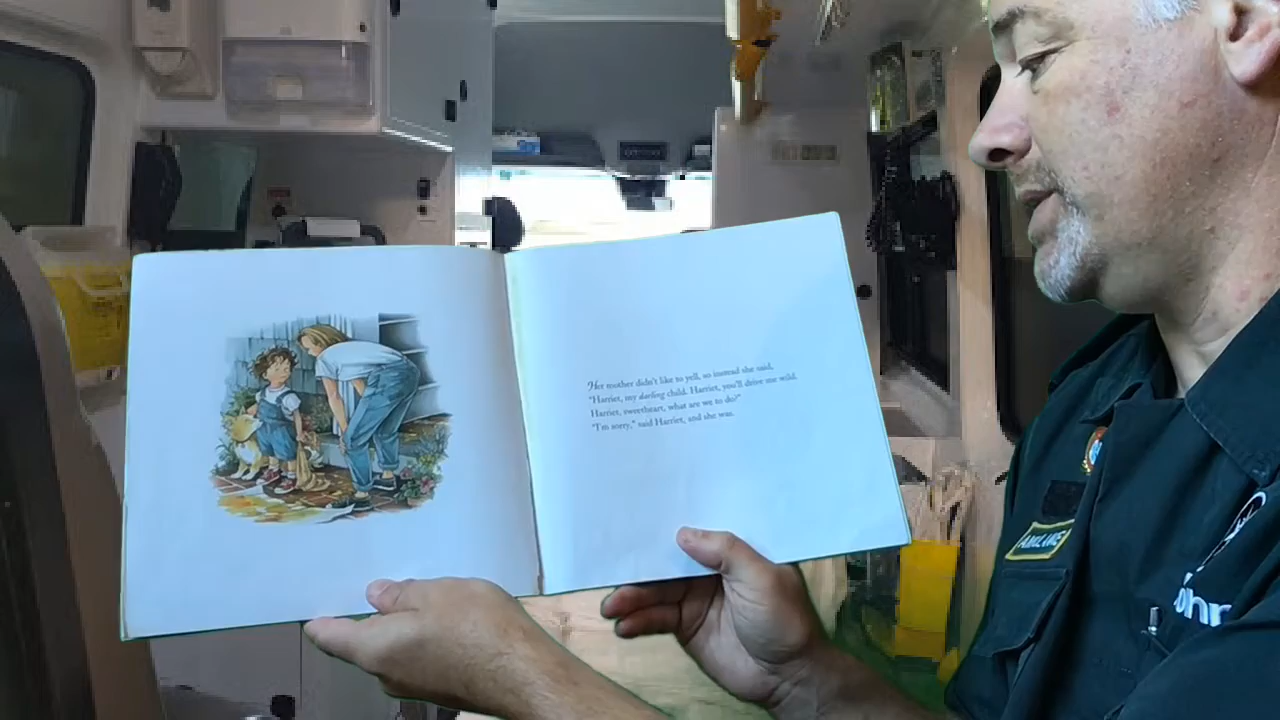 Her mother didn't like to yell, so instead she said,
"Harriet, my darling child. Harriet, you'll drive me wild.
Harriet, sweetheart, what are we to do?"
"I'm sorry," said Harriet, and she was.